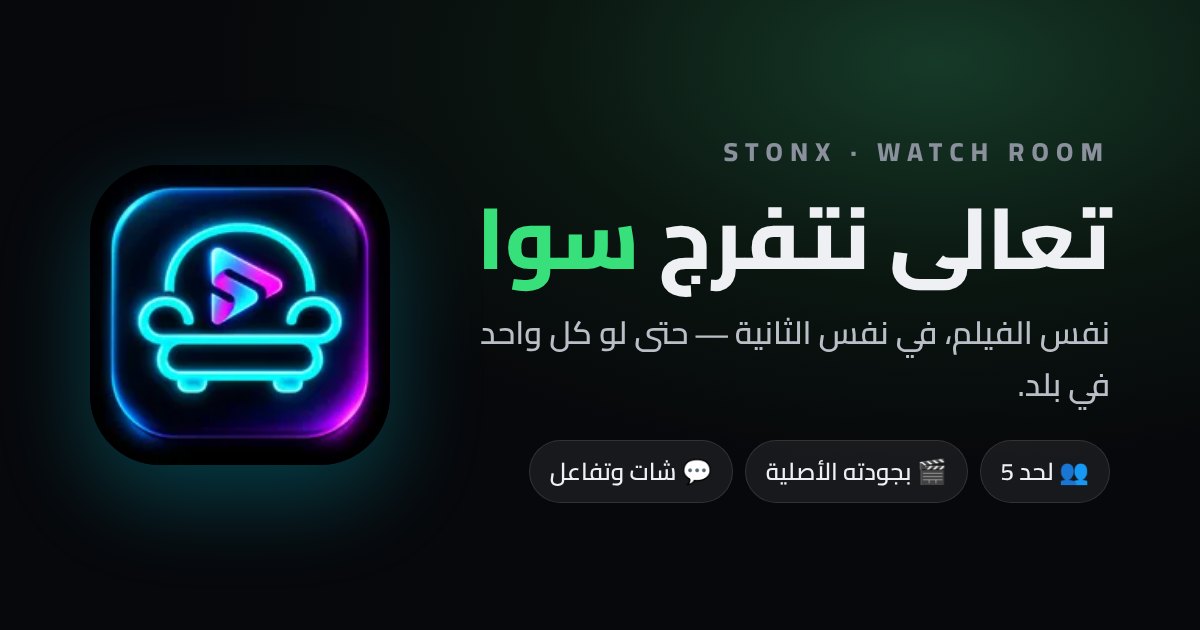 STONX · WATCH ROOM
تعالى نتفرج سوا
نفس الفيلم، في نفس الثانية — حتى لو كل واحد
في بلد.
👥 لحد 5
🎬 بجودته الأصلية
💬 شات وتفاعل